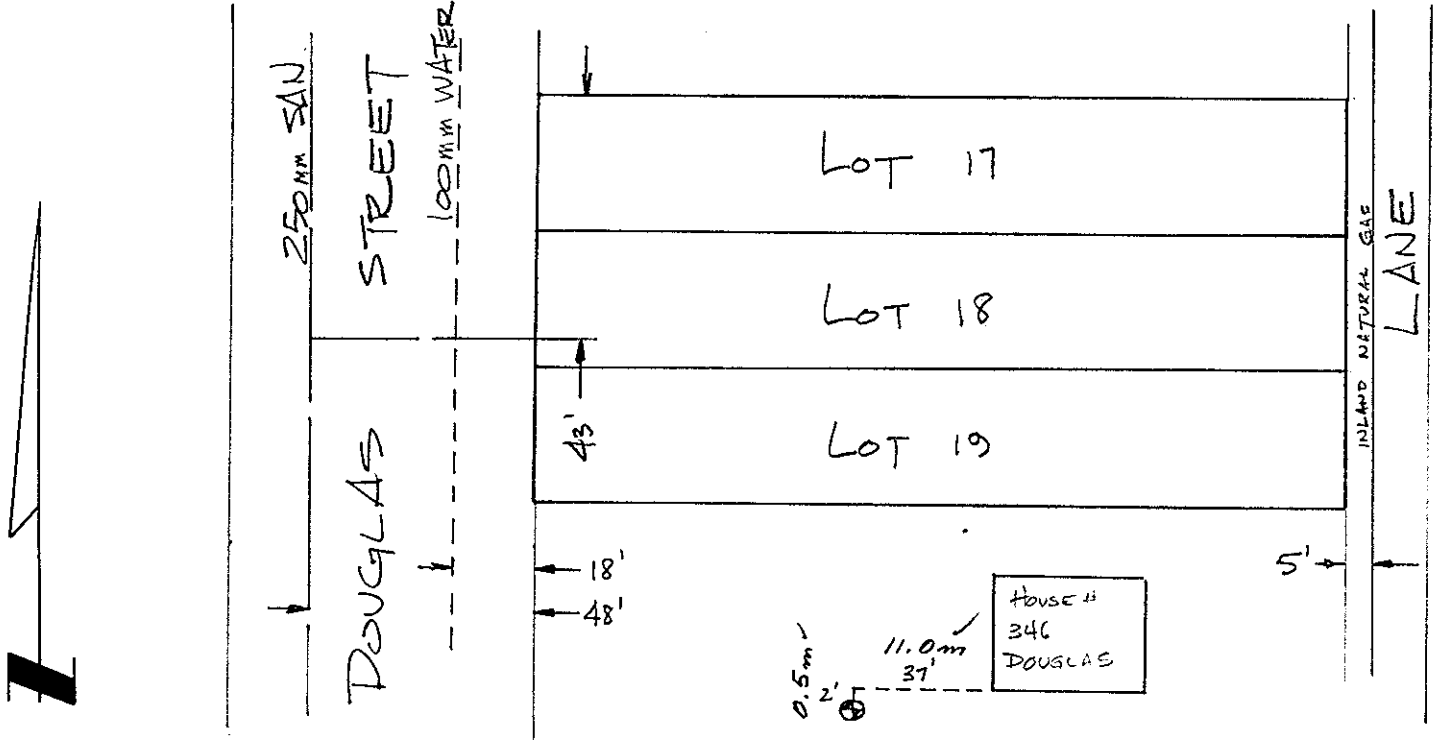 250mm SAN.
DOUGLAS STREET
100mm WATER
LOT 17
LOT 18
LOT 19
43'
18'
48'
5'
INLAND NATURAL GAS
LANE
HOUSE #
346
DOUGLAS
11.0m
37'
0.5m
2'